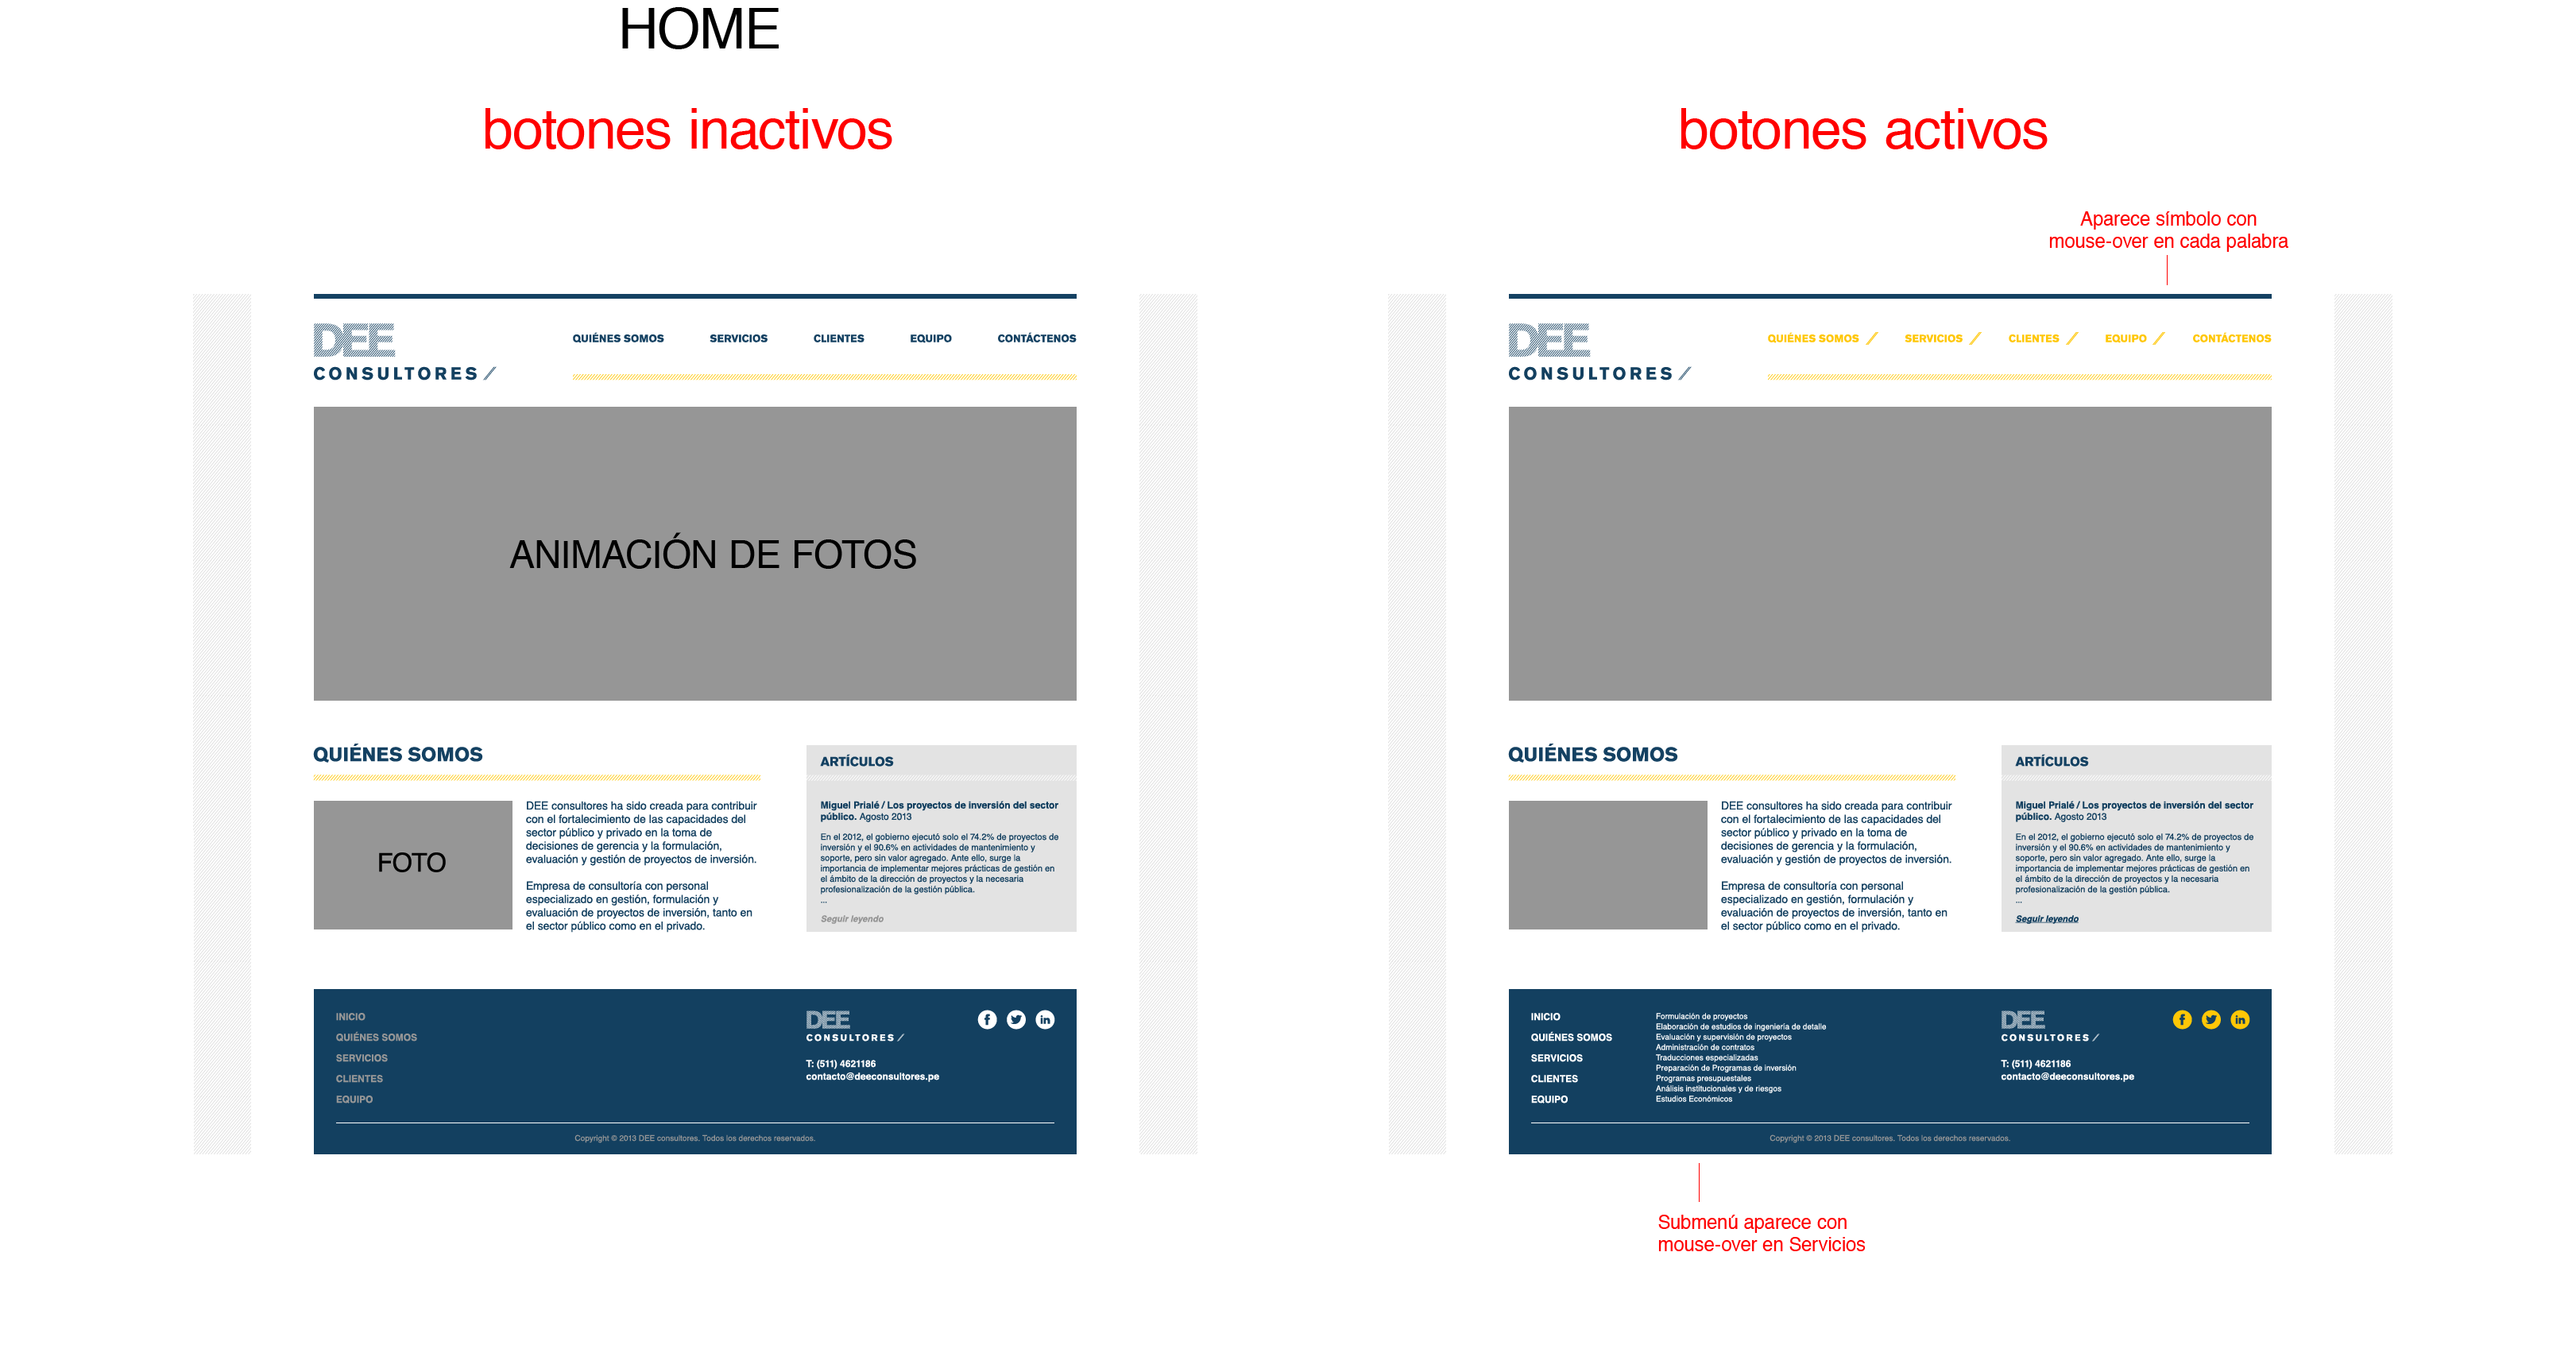 HOME
botones inactivos
DEE
CONSULTORES /
QUIÉNES SOMOS
SERVICIOS
CLIENTES
EQUIPO
CONTÁCTENOS
ANIMACIÓN DE FOTOS
QUIÉNES SOMOS
FOTO
DEE consultores ha sido creada para contribuir
con el fortalecimiento de las capacidades del
sector público y privado en la toma de
decisiones de gerencia y la formulación,
evaluación y gestión de proyectos de inversión.
Empresa de consultoría con personal
especializado en gestión, formulación y
evaluación de proyectos de inversión, tanto en
el sector público como en el privado.
ARTÍCULOS
Miguel Prialé / Los proyectos de inversión del sector
público. Agosto 2013
En el 2012, el gobierno ejecutó solo el 74.2% de proyectos de
inversión y el 90.6% en actividades de mantenimiento y
soporte, pero sin valor agregado. Ante ello, surge la
importancia de implementar mejores prácticas de gestión en
el ámbito de la dirección de proyectos y la necesaria
profesionalización de la gestión pública.
...
Seguir leyendo
INICIO
QUIÉNES SOMOS
SERVICIOS
CLIENTES
EQUIPO
DEE
CONSULTORES /
T: (511) 4621186
contacto@deeconsultores.pe
Copyright © 2013 DEE consultores. Todos los derechos reservados.
botones activos
Aparece símbolo con
mouse-over en cada palabra
DEE
CONSULTORES /
QUIÉNES SOMOS /
SERVICIOS /
CLIENTES /
EQUIPO /
CONTÁCTENOS
QUIÉNES SOMOS
DEE consultores ha sido creada para contribuir
con el fortalecimiento de las capacidades del
sector público y privado en la toma de
decisiones de gerencia y la formulación,
evaluación y gestión de proyectos de inversión.
Empresa de consultoría con personal
especializado en gestión, formulación y
evaluación de proyectos de inversión, tanto en
el sector público como en el privado.
ARTÍCULOS
Miguel Prialé / Los proyectos de inversión del sector
público. Agosto 2013
En el 2012, el gobierno ejecutó solo el 74.2% de proyectos de
inversión y el 90.6% en actividades de mantenimiento y
soporte, pero sin valor agregado. Ante ello, surge la
importancia de implementar mejores prácticas de gestión en
el ámbito de la dirección de proyectos y la necesaria
profesionalización de la gestión pública.
...
Seguir leyendo
INICIO
QUIÉNES SOMOS
SERVICIOS
CLIENTES
EQUIPO
Formulación de proyectos
Elaboración de estudios de ingeniería de detalle
Evaluación y supervisión de proyectos
Administración de contratos
Traducciones especializadas
Preparación de Programas de inversión
Programas presupuestales
Análisis institucionales y de riesgos
Estudios Económicos
DEE
CONSULTORES /
T: (511) 4621186
contacto@deeconsultores.pe
Copyright © 2013 DEE consultores. Todos los derechos reservados.
Submenú aparece con
mouse-over en Servicios